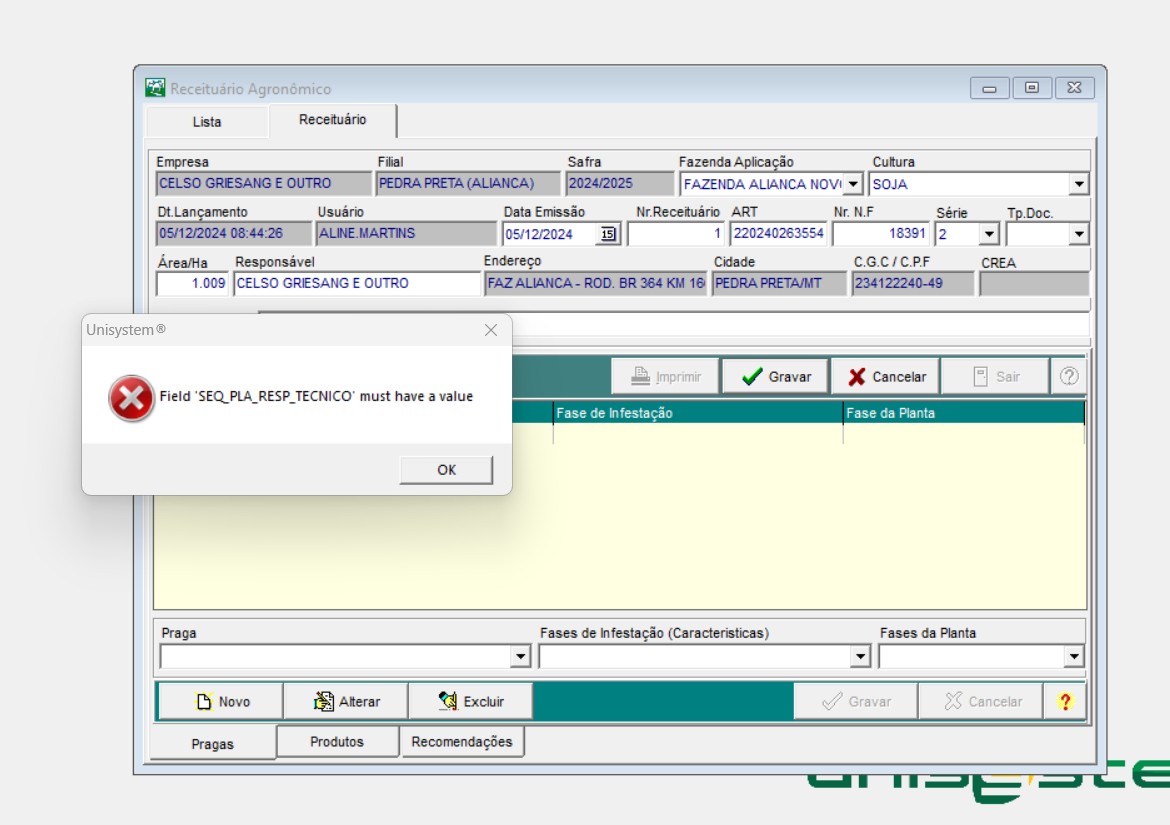 Receituário Agronômico
Lista Receituário
Empresa Filial Safra Fazenda Aplicação Cultura
CELSO GRIESANG E OUTRO PEDRA PRETA (ALIANCA) 2024/2025 FAZENDA ALIANCA NOV SOJA
Dt.Lançamento Usuário Data Emissão Nr.Receituário ART Nr. N.F Série Tp.Doc.
05/12/2024 08:44:26 ALINE.MARTINS 05/12/2024 15 1 220240263554 18391 2
Área/Ha Responsável Endereço Cidade C.G.C / C.P.F CREA
1.009 CELSO GRIESANG E OUTRO FAZ ALIANCA - ROD. BR 364 KM 16 PEDRA PRETA/MT 234122240-49
Unisystem®
Field 'SEQ_PLA_RESP_TECNICO' must have a value
OK
Imprimir Gravar Cancelar Sair ?
Fase de Infestação Fase da Planta
Praga Fases de Infestação (Caracteristicas) Fases da Planta
Novo Alterar Excluir Gravar Cancelar ?
Pragas Produtos Recomendações